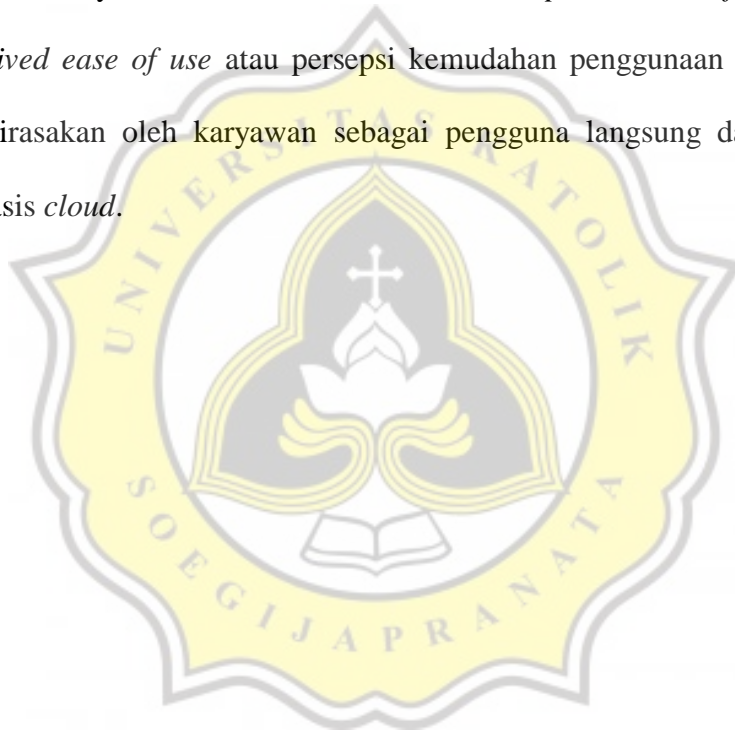 ived ease of use atau persepsi kemudahan penggunaan
irasakan oleh karyawan sebagai pengguna langsung da
asis cloud.
UNIVERSITAS KATOLIK
SOEGIJAPRANATA